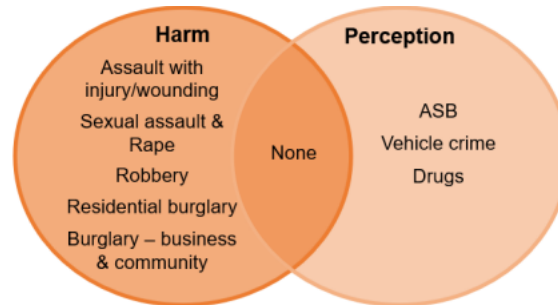 Harm
Assault with
injury/wounding
Sexual assault &
Rape
Robbery
Residential burglary
Burglary – business
& community
None
Perception
ASB
Vehicle crime
Drugs